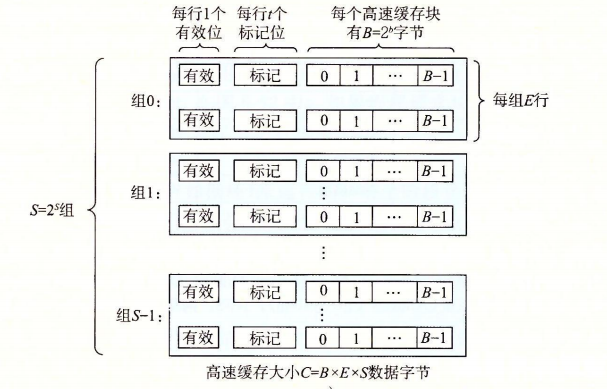 每行1个 每行t个 每个高速缓存块
有效位 标记位 有B=2ᵇ字节
有效 标记 0 1 … B−1
组0: 每组E行
有效 标记 0 1 … B−1
有效 标记 0 1 … B−1
组1: ⋮
S=2ˢ组
有效 标记 0 1 … B−1
⋮
有效 标记 0 1 … B−1
组S−1: ⋮
有效 标记 0 1 … B−1
高速缓存大小C=B×E×S数据字节